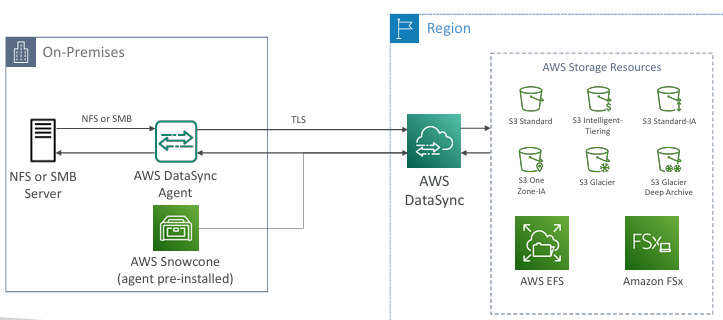 On-Premises
NFS or SMB
Server
NFS or SMB
AWS DataSync
Agent
AWS Snowcone
(agent pre-installed)
TLS
Region
AWS
DataSync
AWS Storage Resources
S3 Standard
S3 Intelligent-
Tiering
S3 Standard-IA
S3 One
Zone-IA
S3 Glacier
S3 Glacier
Deep Archive
AWS EFS
FSx
Amazon FSx